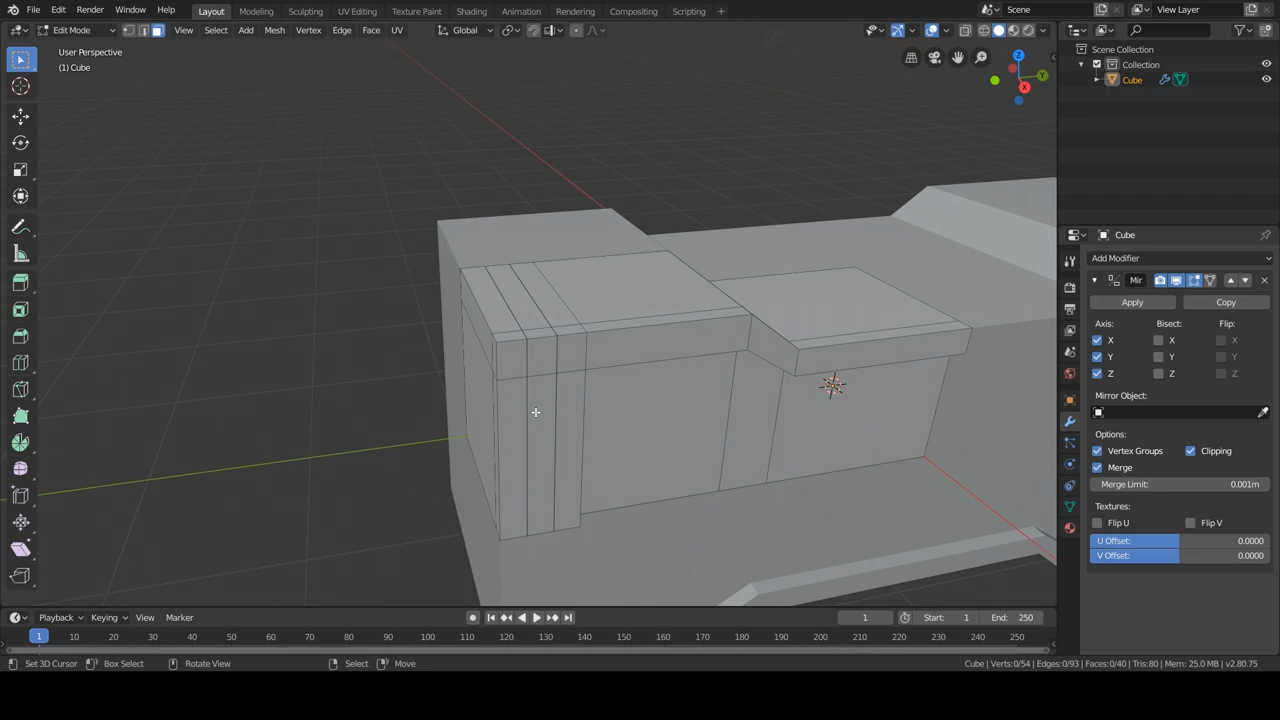 File Edit Render Window Help Layout Modeling Sculpting UV Editing Texture Paint Shading Animation Rendering Compositing Scripting + Scene View Layer
Edit Mode View Select Add Mesh Vertex Edge Face UV Global
User Perspective
(1) Cube
Z
Y
X
Scene Collection
Collection
Cube
Cube
Add Modifier
Mir
Apply Copy
Axis: Bisect: Flip:
X X X
Y Y Y
Z Z Z
Mirror Object:
Options:
Vertex Groups Clipping
Merge
Merge Limit: 0.001m
Textures:
Flip U Flip V
U Offset: 0.0000
V Offset: 0.0000
Playback Keying View Marker 1 Start: 1 End: 250
1 10 20 30 40 50 60 70 80 90 100 110 120 130 140 150 160 170 180 190 200 210 220 230 240 250
Set 3D Cursor Box Select Rotate View Select Move Cube | Verts:0/54 | Edges:0/93 | Faces:0/40 | Tris:80 | Mem: 25.0 MB | v2.80.75